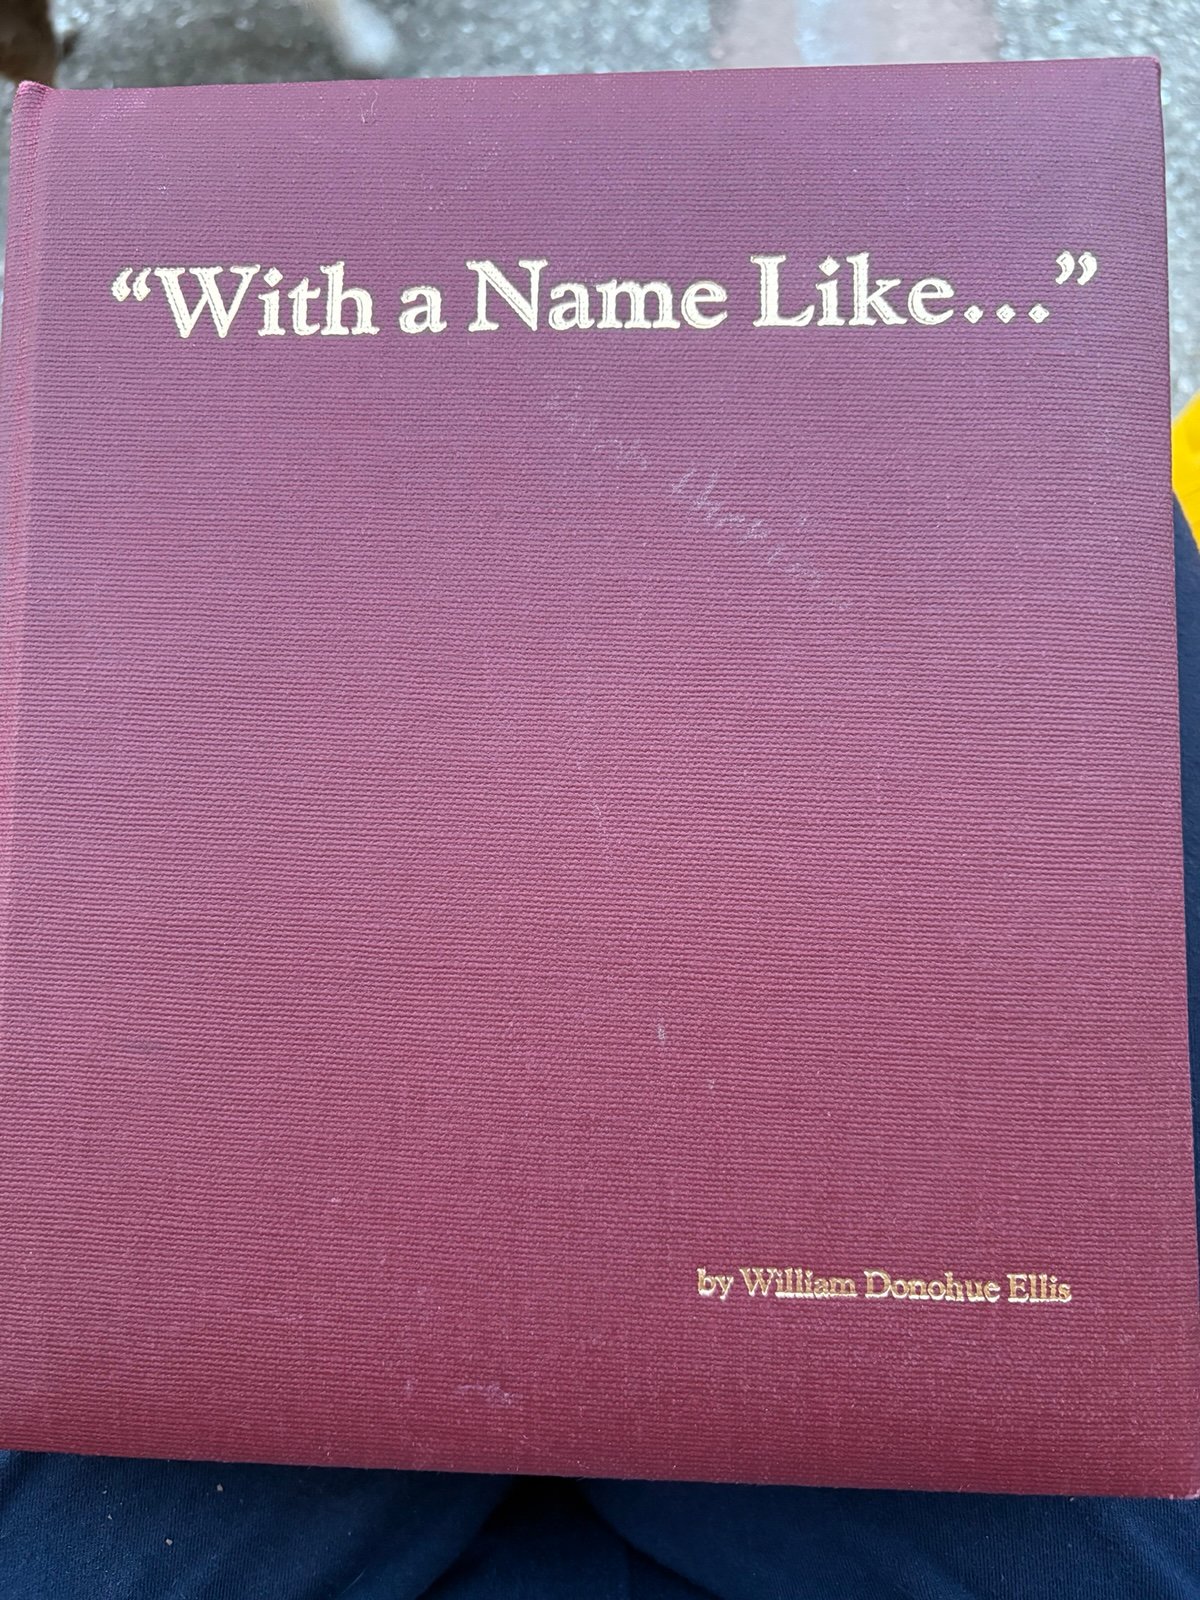 “With a Name Like...”
by William Donohue Ellis